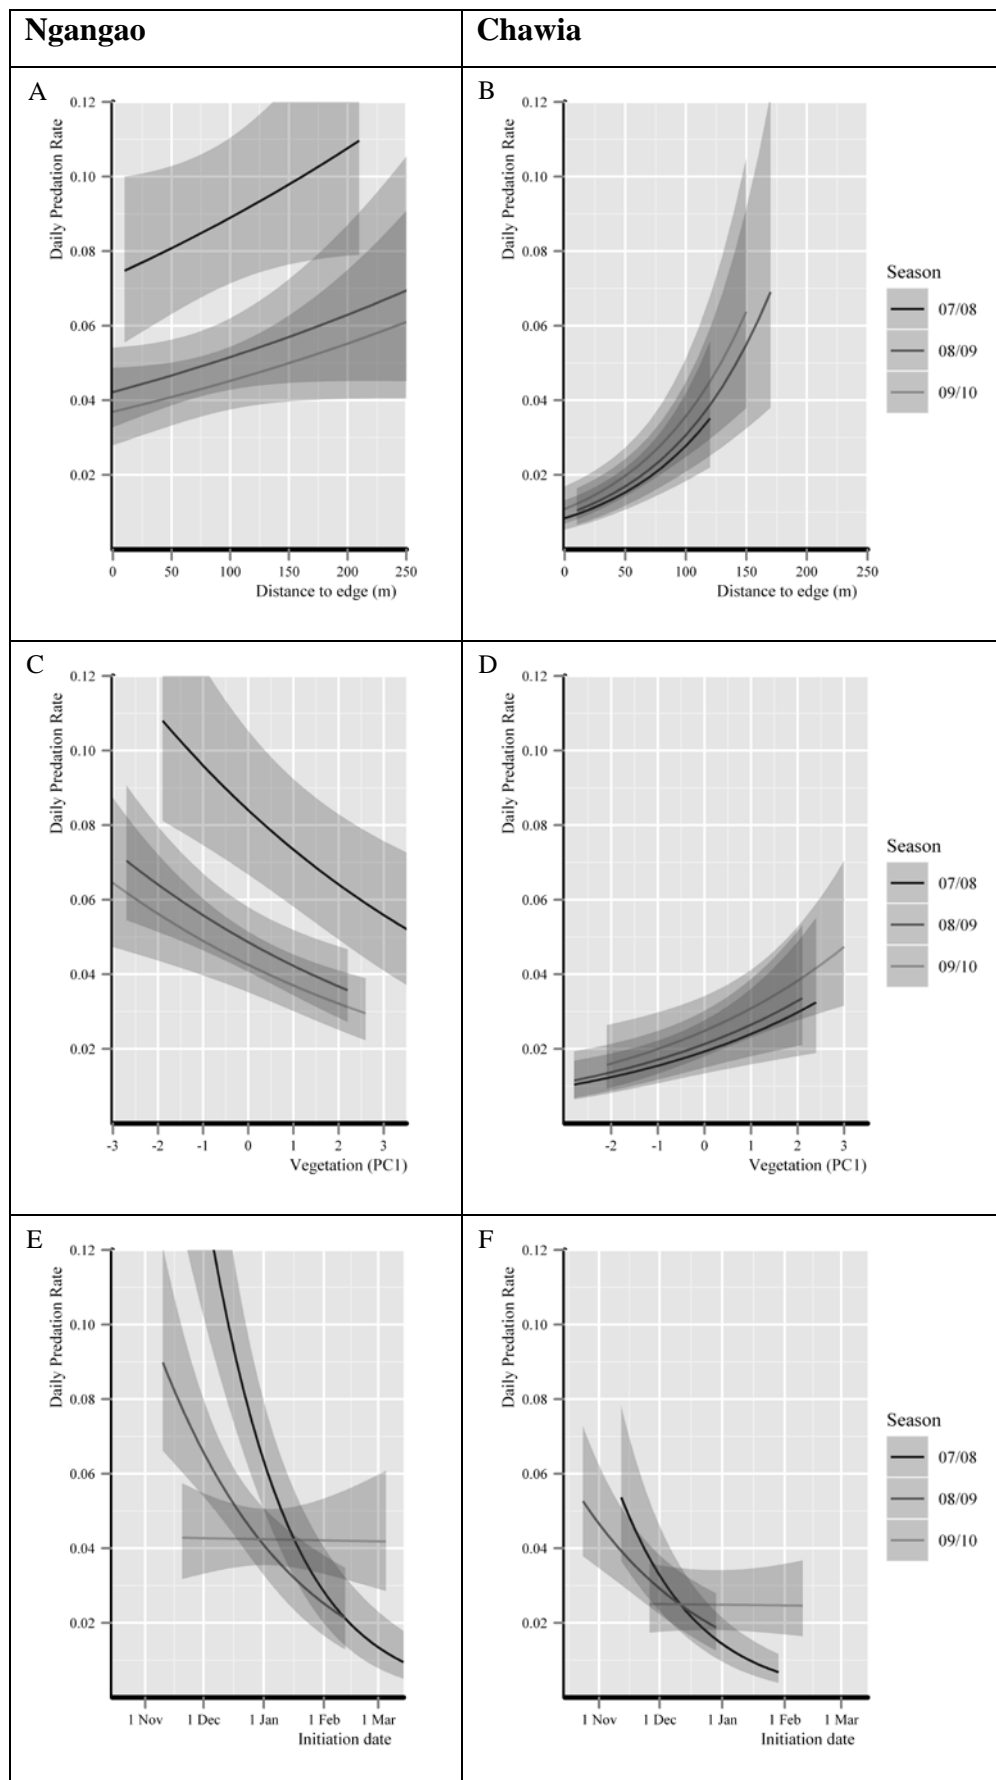 Ngangao
Chawia
A
Daily Predation Rate
0.12
0.10
0.08
0.06
0.04
0.02
0 50 100 150 200 250
Distance to edge (m)
B
Daily Predation Rate
0.12
0.10
0.08
0.06
0.04
0.02
0 50 100 150 200 250
Distance to edge (m)
Season
07/08
08/09
09/10
C
Daily Predation Rate
0.12
0.10
0.08
0.06
0.04
0.02
-3 -2 -1 0 1 2 3
Vegetation (PC1)
D
Daily Predation Rate
0.12
0.10
0.08
0.06
0.04
0.02
-2 -1 0 1 2 3
Vegetation (PC1)
Season
07/08
08/09
09/10
E
Daily Predation Rate
0.12
0.10
0.08
0.06
0.04
0.02
1 Nov 1 Dec 1 Jan 1 Feb 1 Mar
Initiation date
F
Daily Predation Rate
0.12
0.10
0.08
0.06
0.04
0.02
1 Nov 1 Dec 1 Jan 1 Feb 1 Mar
Initiation date
Season
07/08
08/09
09/10